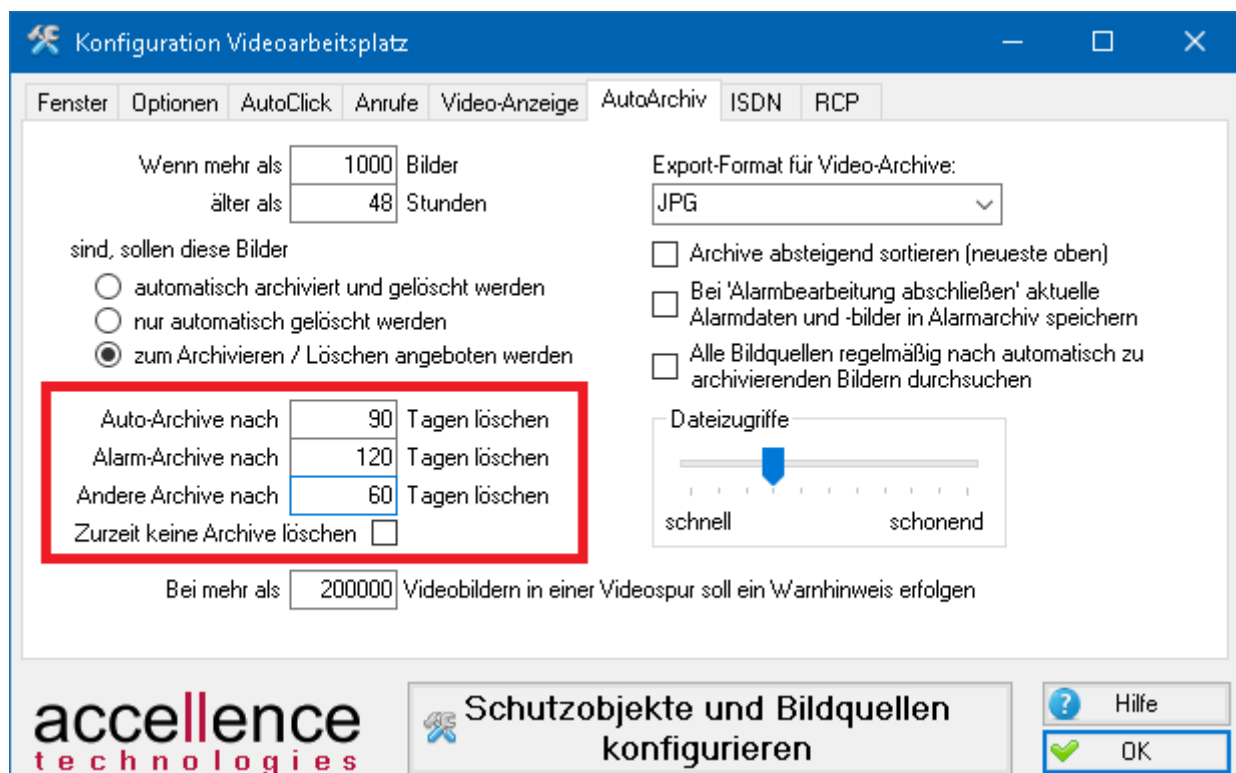 Konfiguration Videoarbeitsplatz
Fenster Optionen AutoClick Anrufe Video-Anzeige AutoArchiv ISDN RCP
Wenn mehr als 1000 Bilder
älter als 48 Stunden
sind, sollen diese Bilder
automatisch archiviert und gelöscht werden
nur automatisch gelöscht werden
zum Archivieren / Löschen angeboten werden
Auto-Archive nach 90 Tagen löschen
Alarm-Archive nach 120 Tagen löschen
Andere Archive nach 60 Tagen löschen
Zurzeit keine Archive löschen
Export-Format für Video-Archive:
JPG
Archive absteigend sortieren (neueste oben)
Bei 'Alarmbearbeitung abschließen' aktuelle
Alarmdaten und -bilder in Alarmarchiv speichern
Alle Bildquellen regelmäßig nach automatisch zu
archivierenden Bildern durchsuchen
Dateizugriffe
schnell schonend
Bei mehr als 200000 Videobildern in einer Videospur soll ein Warnhinweis erfolgen
accellence
technologies
Schutzobjekte und Bildquellen
konfigurieren
Hilfe
OK